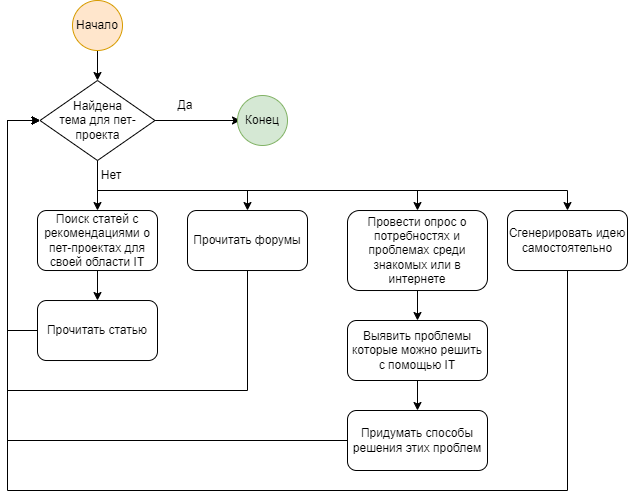 Начало
Найдена
тема для пет-
проекта
Да
Конец
Нет
Поиск статей с
рекомендациями о
пет-проектах для
своей области IT
Прочитать форумы
Провести опрос о
потребностях и
проблемах среди
знакомых или в
интернете
Сгенерировать идею
самостоятельно
Прочитать статью
Выявить проблемы
которые можно решить
с помощью IT
Придумать способы
решения этих проблем